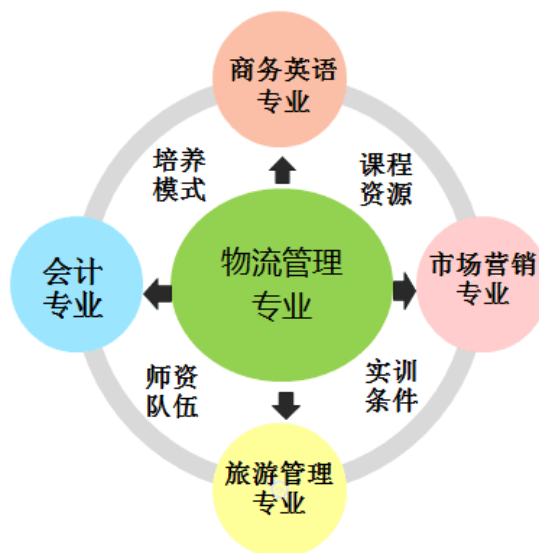 商务英语
专业
培养
模式
课程
资源
会计
专业
物流管理
专业
市场营销
专业
师资
队伍
实训
条件
旅游管理
专业